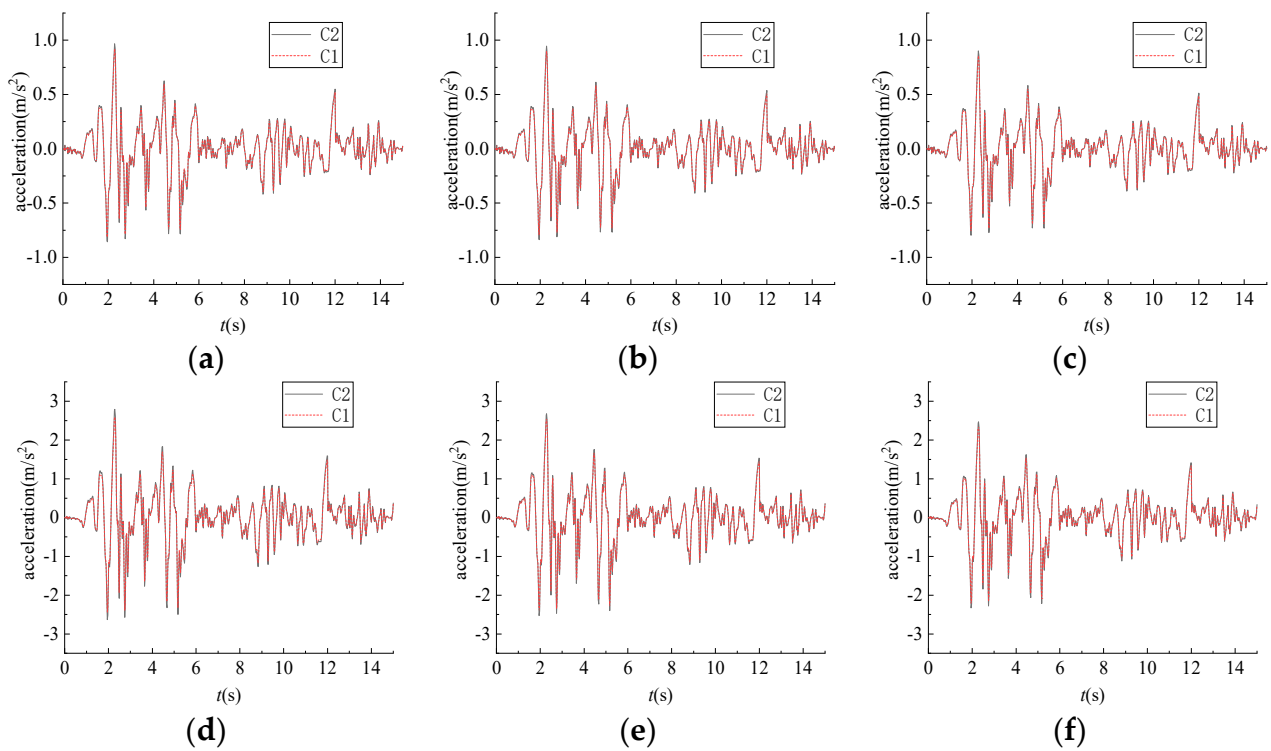 C2
C1
1.0
0.5
0.0
-0.5
-1.0
acceleration(m/s²)
0 2 4 6 8 10 12 14
t(s)
(a)
C2
C1
1.0
0.5
0.0
-0.5
-1.0
acceleration(m/s²)
0 2 4 6 8 10 12 14
t(s)
(b)
C2
C1
1.0
0.5
0.0
-0.5
-1.0
acceleration(m/s²)
0 2 4 6 8 10 12 14
t(s)
(c)
C2
C1
3
2
1
0
-1
-2
-3
acceleration(m/s²)
0 2 4 6 8 10 12 14
t(s)
(d)
C2
C1
3
2
1
0
-1
-2
-3
acceleration(m/s²)
0 2 4 6 8 10 12 14
t(s)
(e)
C2
C1
3
2
1
0
-1
-2
-3
acceleration(m/s²)
0 2 4 6 8 10 12 14
t(s)
(f)